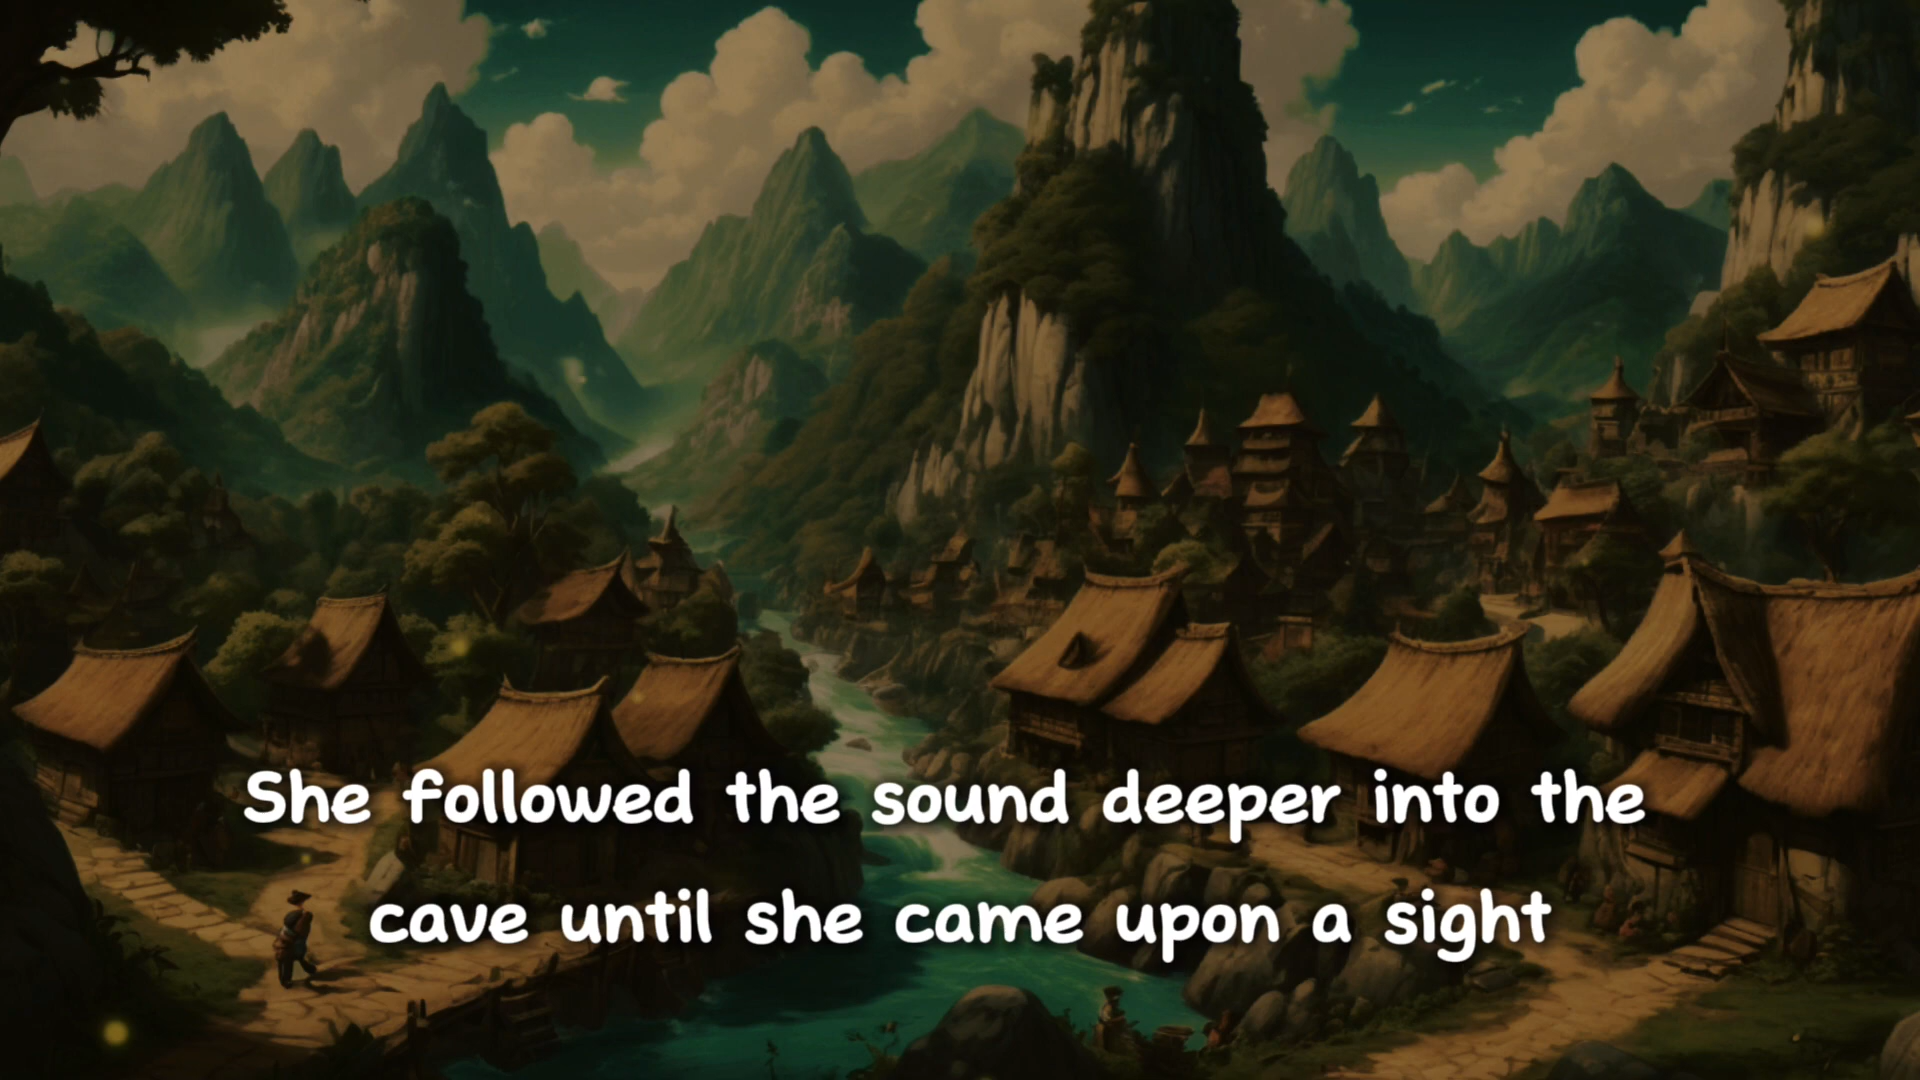 She followed the sound deeper into the
cave until she came upon a sight